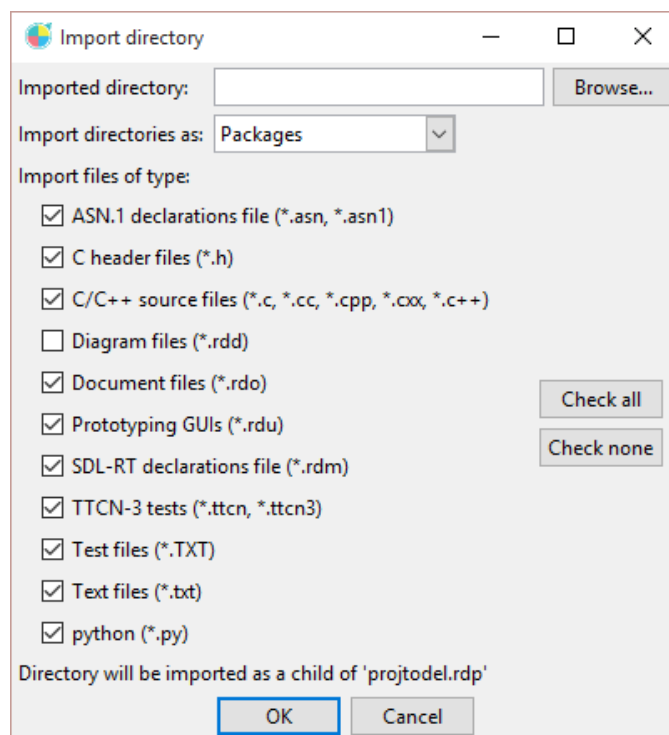 Import directory
Imported directory: Browse...
Import directories as: Packages
Import files of type:
ASN.1 declarations file (*.asn, *.asn1)
C header files (*.h)
C/C++ source files (*.c, *.cc, *.cpp, *.cxx, *.c++)
Diagram files (*.rdd)
Document files (*.rdo)
Check all
Prototyping GUIs (*.rdu)
Check none
SDL-RT declarations file (*.rdm)
TTCN-3 tests (*.ttcn, *.ttcn3)
Test files (*.TXT)
Text files (*.txt)
python (*.py)
Directory will be imported as a child of 'projtodel.rdp'
OK Cancel